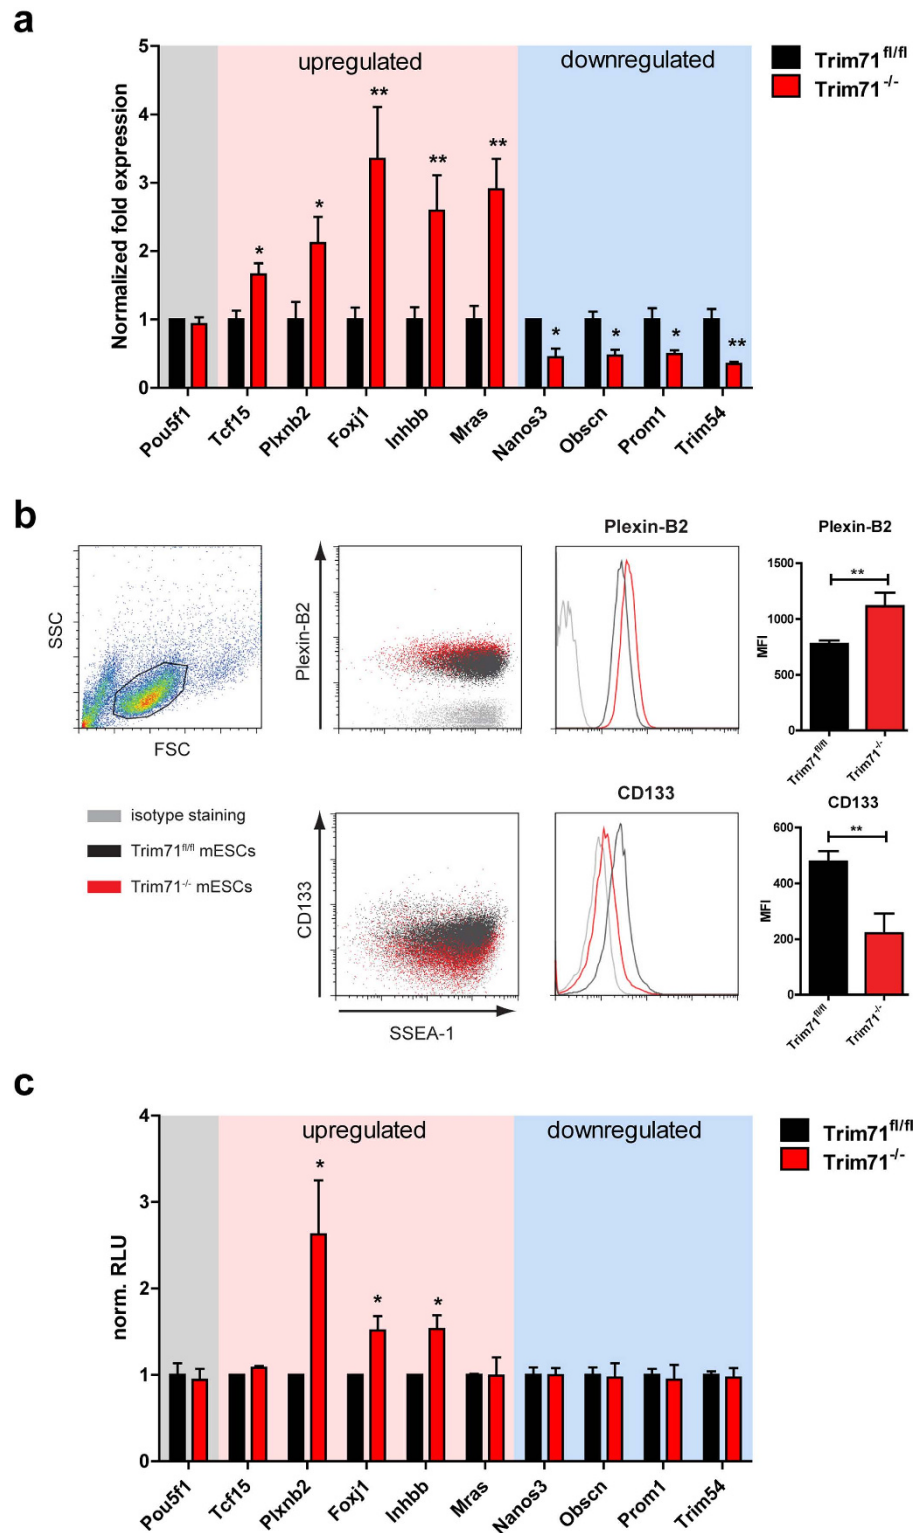 a
5
4
3
2
1
0
Normalized fold expression
upregulated
downregulated
Trim71 fl/fl
Trim71 -/-
*
*
**
**
**
*
*
*
**
Pou5f1
Tcf15
Plxnb2
Foxj1
Inhbb
Mras
Nanos3
Obscn
Prom1
Trim54
b
SSC
FSC
Plexin-B2
Plexin-B2
Plexin-B2
1500
1000
500
0
MFI
**
Trim71fl/fl
Trim71-/-
isotype staining
Trim71fl/fl mESCs
Trim71-/- mESCs
CD133
SSEA-1
CD133
CD133
600
400
200
0
MFI
**
Trim71fl/fl
Trim71-/-
c
4
3
2
1
0
norm. RLU
upregulated
downregulated
Trim71fl/fl
Trim71-/-
*
*
*
Pou5f1
Tcf15
Plxnb2
Foxj1
Inhbb
Mras
Nanos3
Obscn
Prom1
Trim54